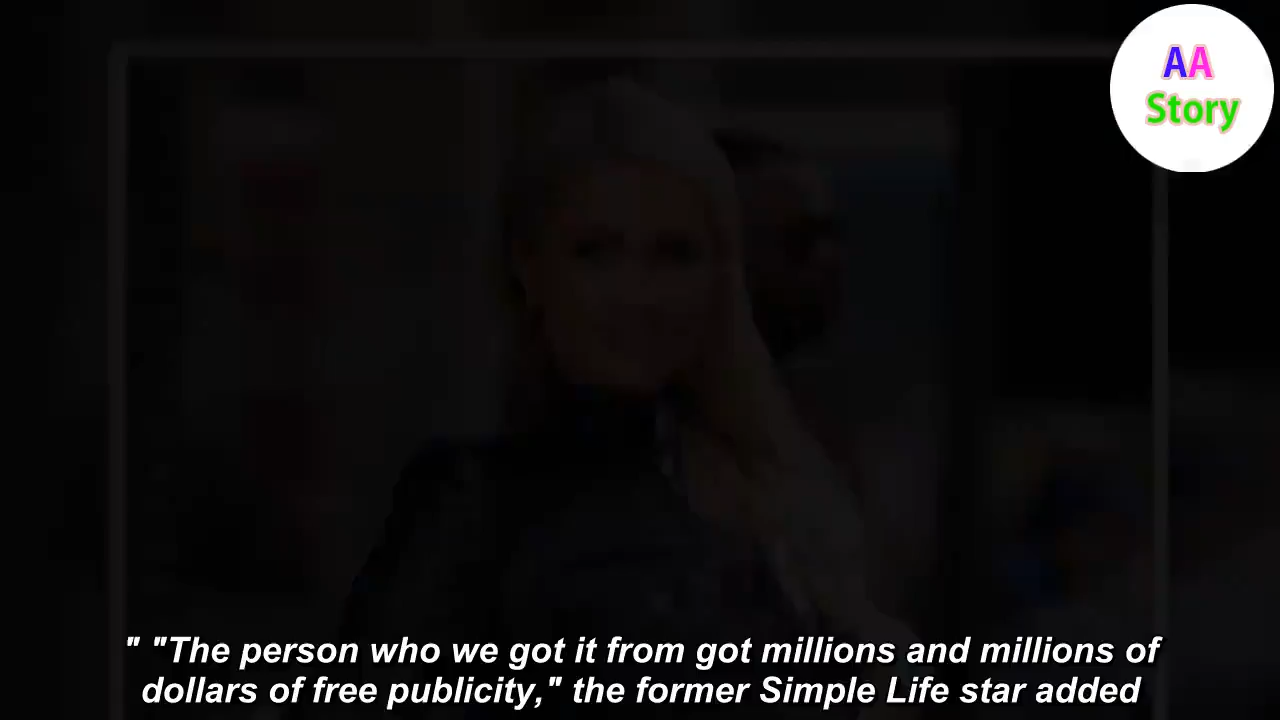 AA
Story
" "The person who we got it from got millions and millions of
dollars of free publicity," the former Simple Life star added